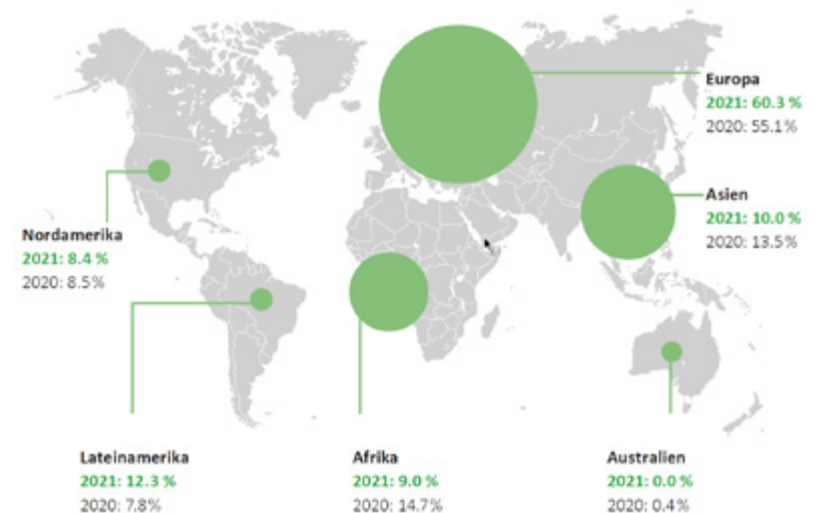 Europa
2021: 60.3 %
2020: 55.1%
Asien
2021: 10.0 %
2020: 13.5%
Nordamerika
2021: 8.4 %
2020: 8.5%
Lateinamerika
2021: 12.3 %
2020: 7.8%
Afrika
2021: 9.0 %
2020: 14.7%
Australien
2021: 0.0 %
2020: 0.4%